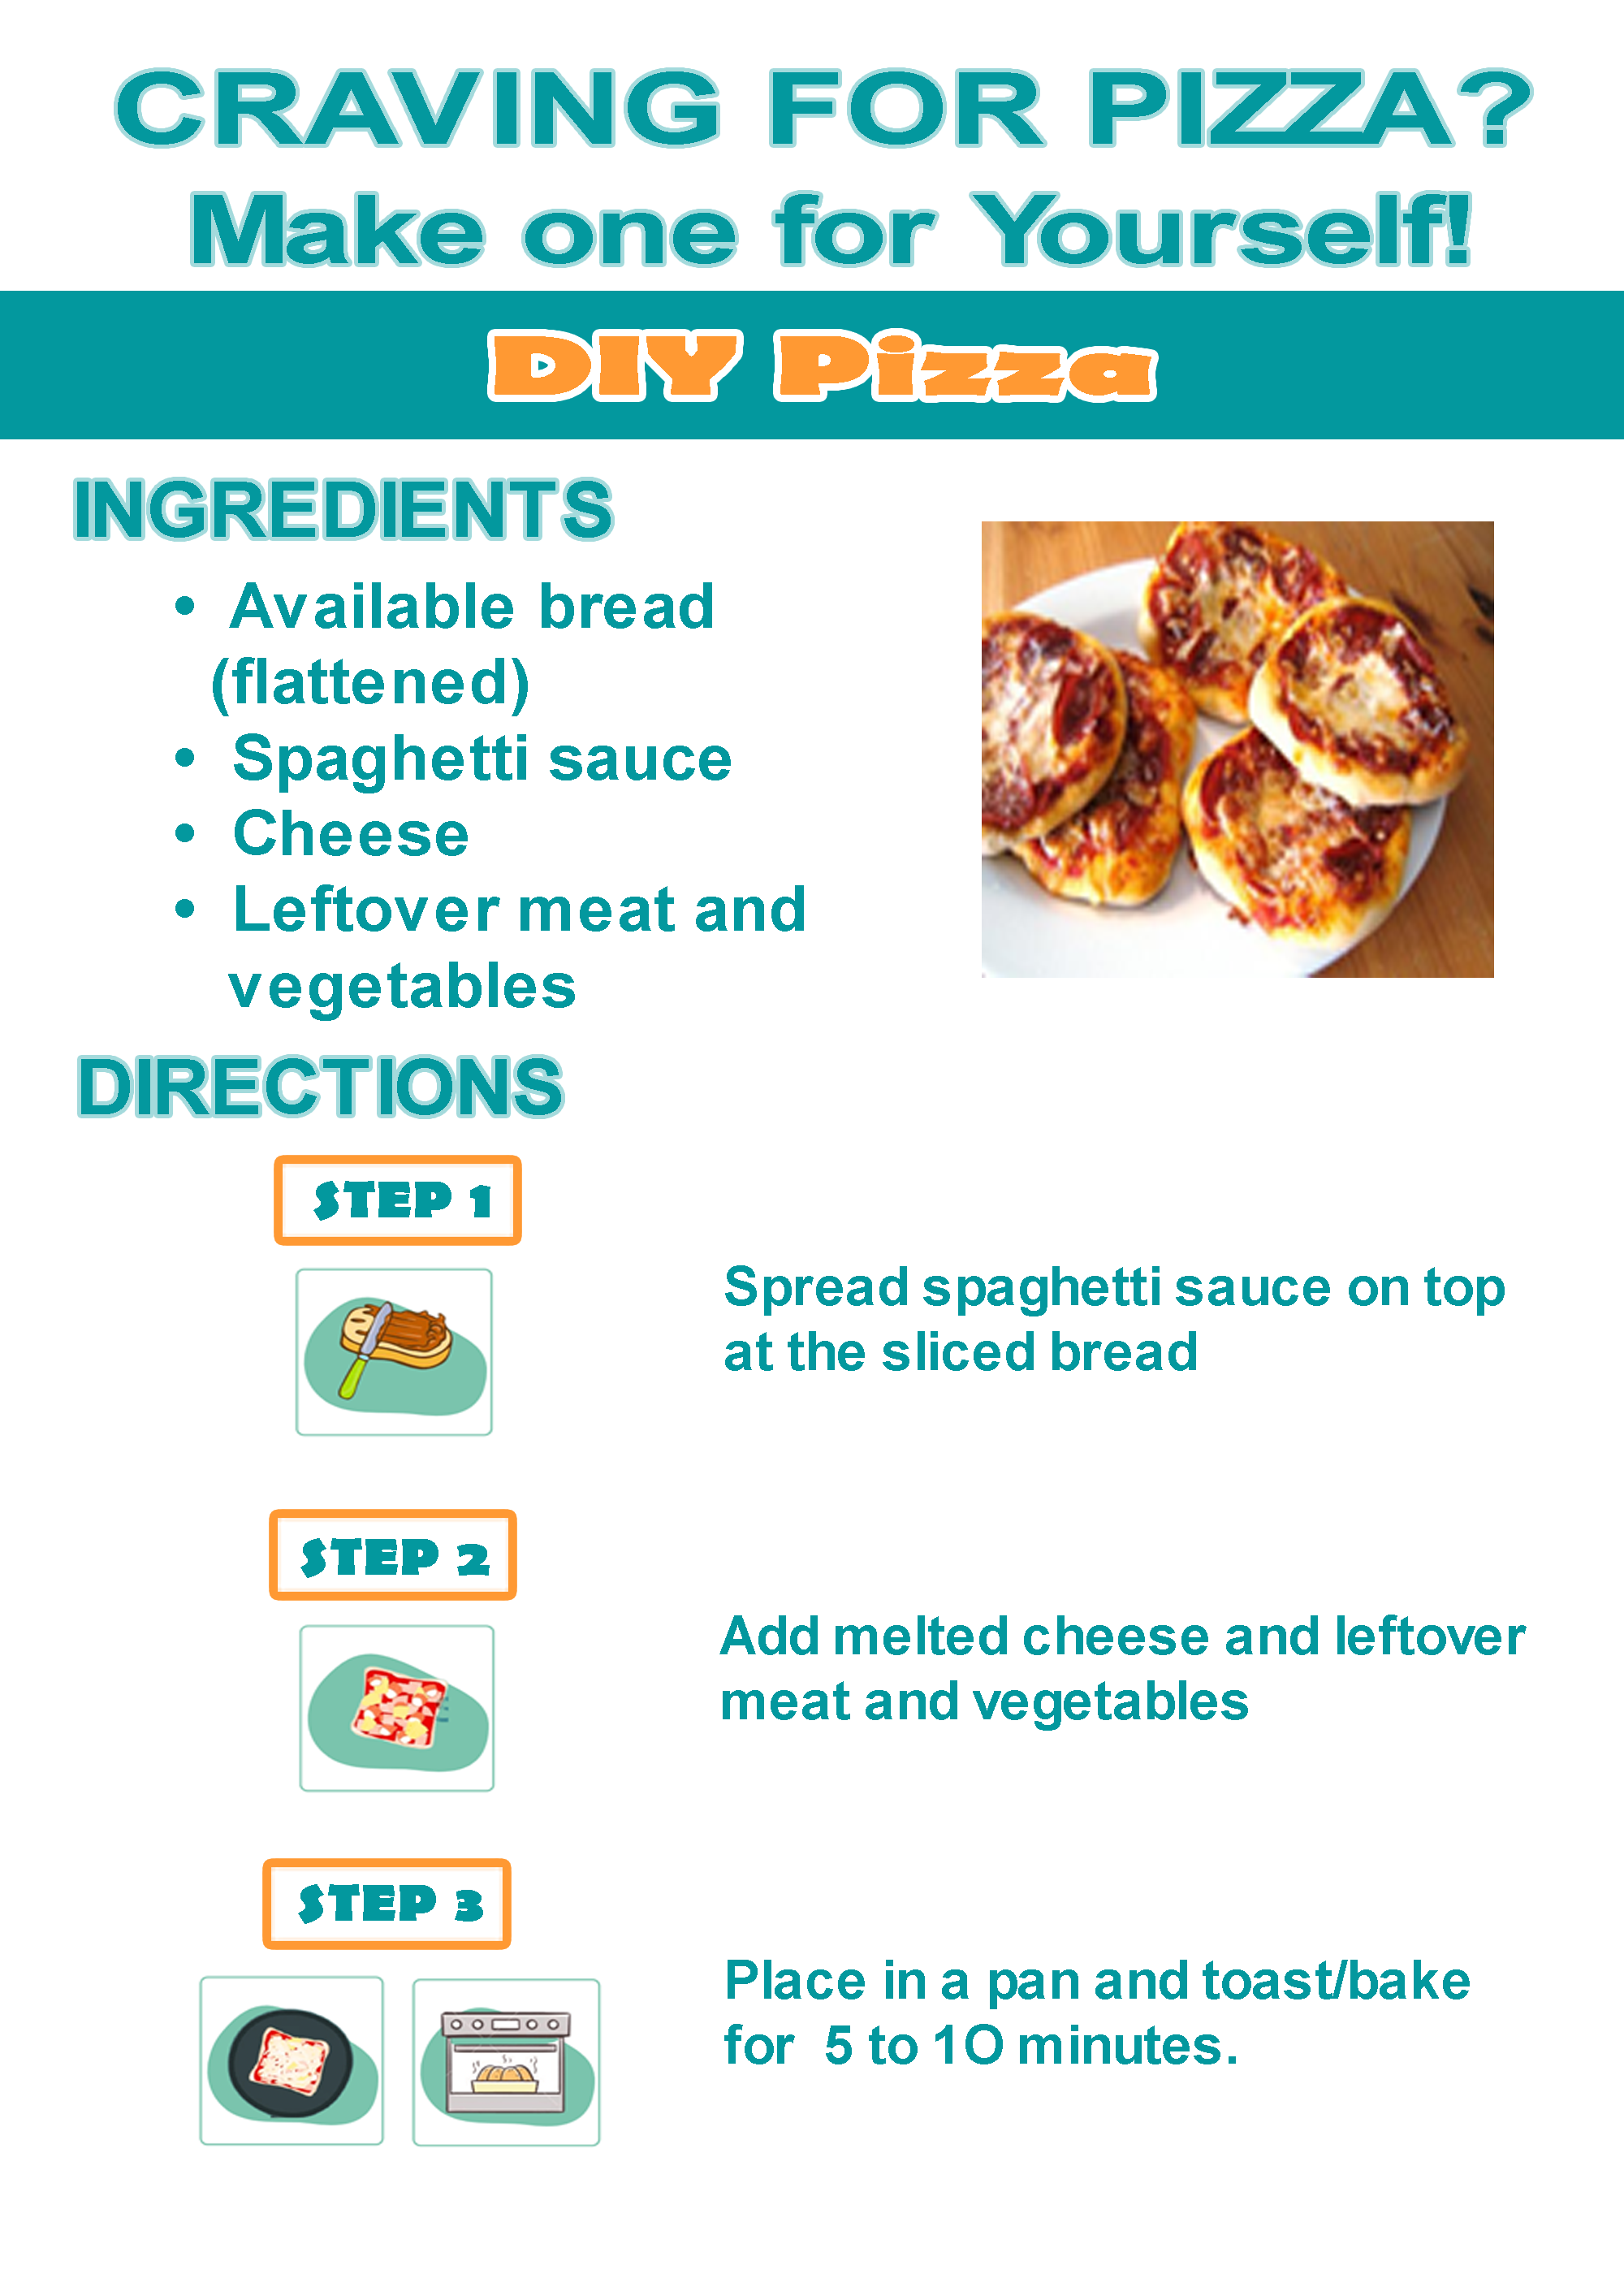 CRAVING FOR PIZZA?
Make one for Yourself!
DIY Pizza
INGREDIENTS
• Available bread
(flattened)
• Spaghetti sauce
• Cheese
• Leftover meat and
vegetables
DIRECTIONS
STEP 1
Spread spaghetti sauce on top
at the sliced bread
STEP 2
Add melted cheese and leftover
meat and vegetables
STEP 3
Place in a pan and toast/bake
for 5 to 1O minutes.